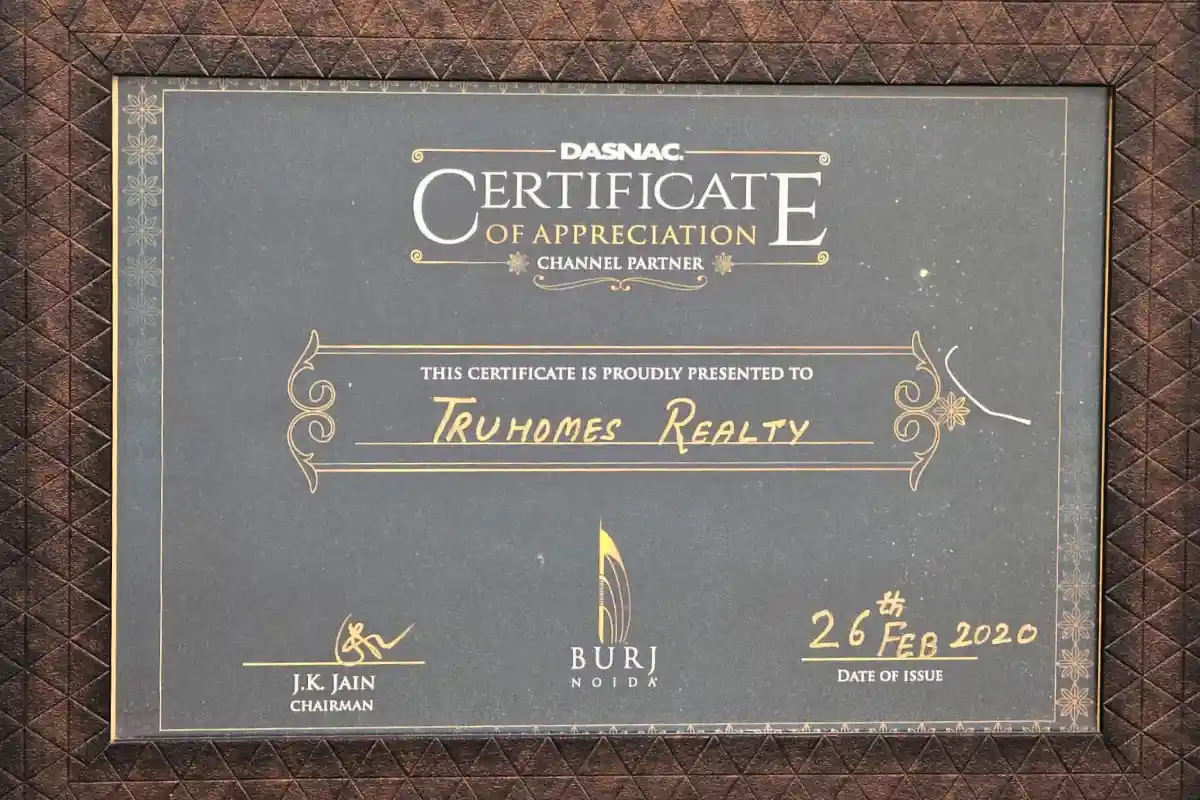 DASNAC.
CERTIFICATE
OF APPRECIATION
CHANNEL PARTNER
THIS CERTIFICATE IS PROUDLY PRESENTED TO
TRUHOMES REALTY
26th FEB 2020
DATE OF ISSUE
BURJ
NOIDA
J.K. JAIN
CHAIRMAN